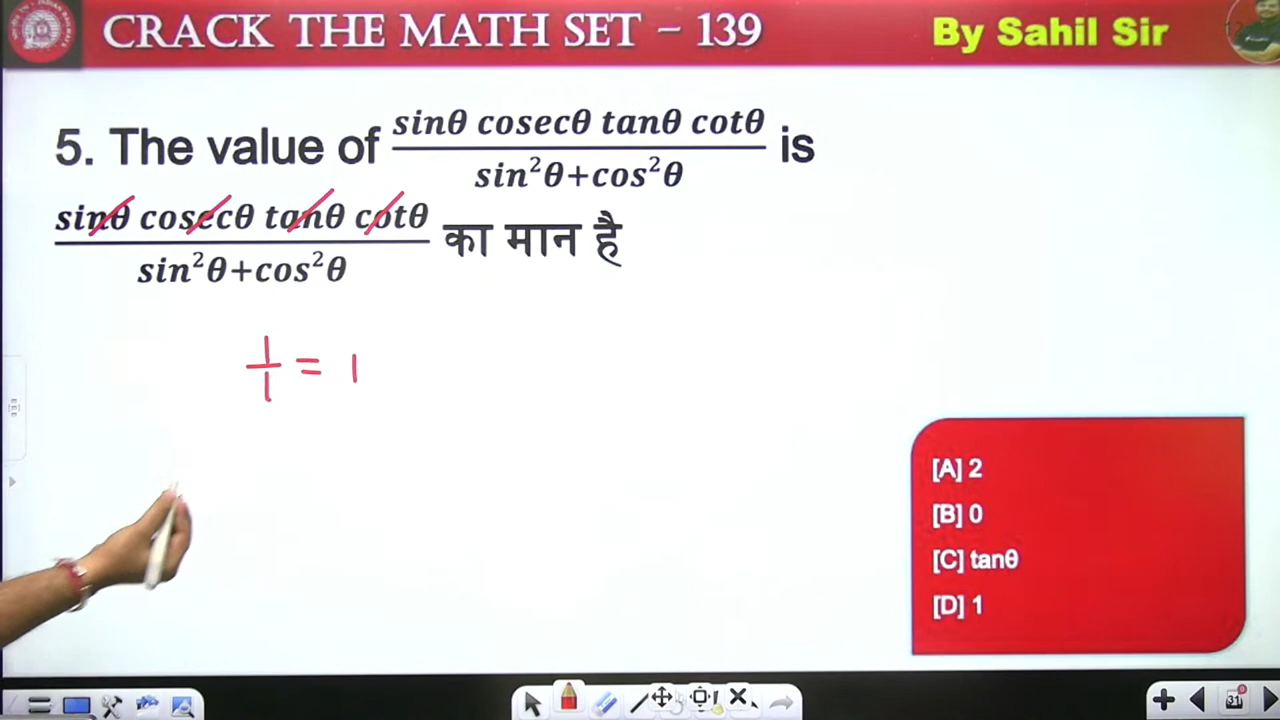 CRACK THE MATH SET – 139
By Sahil Sir
5. The value of sinθ cosecθ tanθ cotθ / sin²θ+cos²θ is
sinθ cosecθ tanθ cotθ / sin²θ+cos²θ का मान है
1/1 = 1
[A] 2
[B] 0
[C] tanθ
[D] 1
31